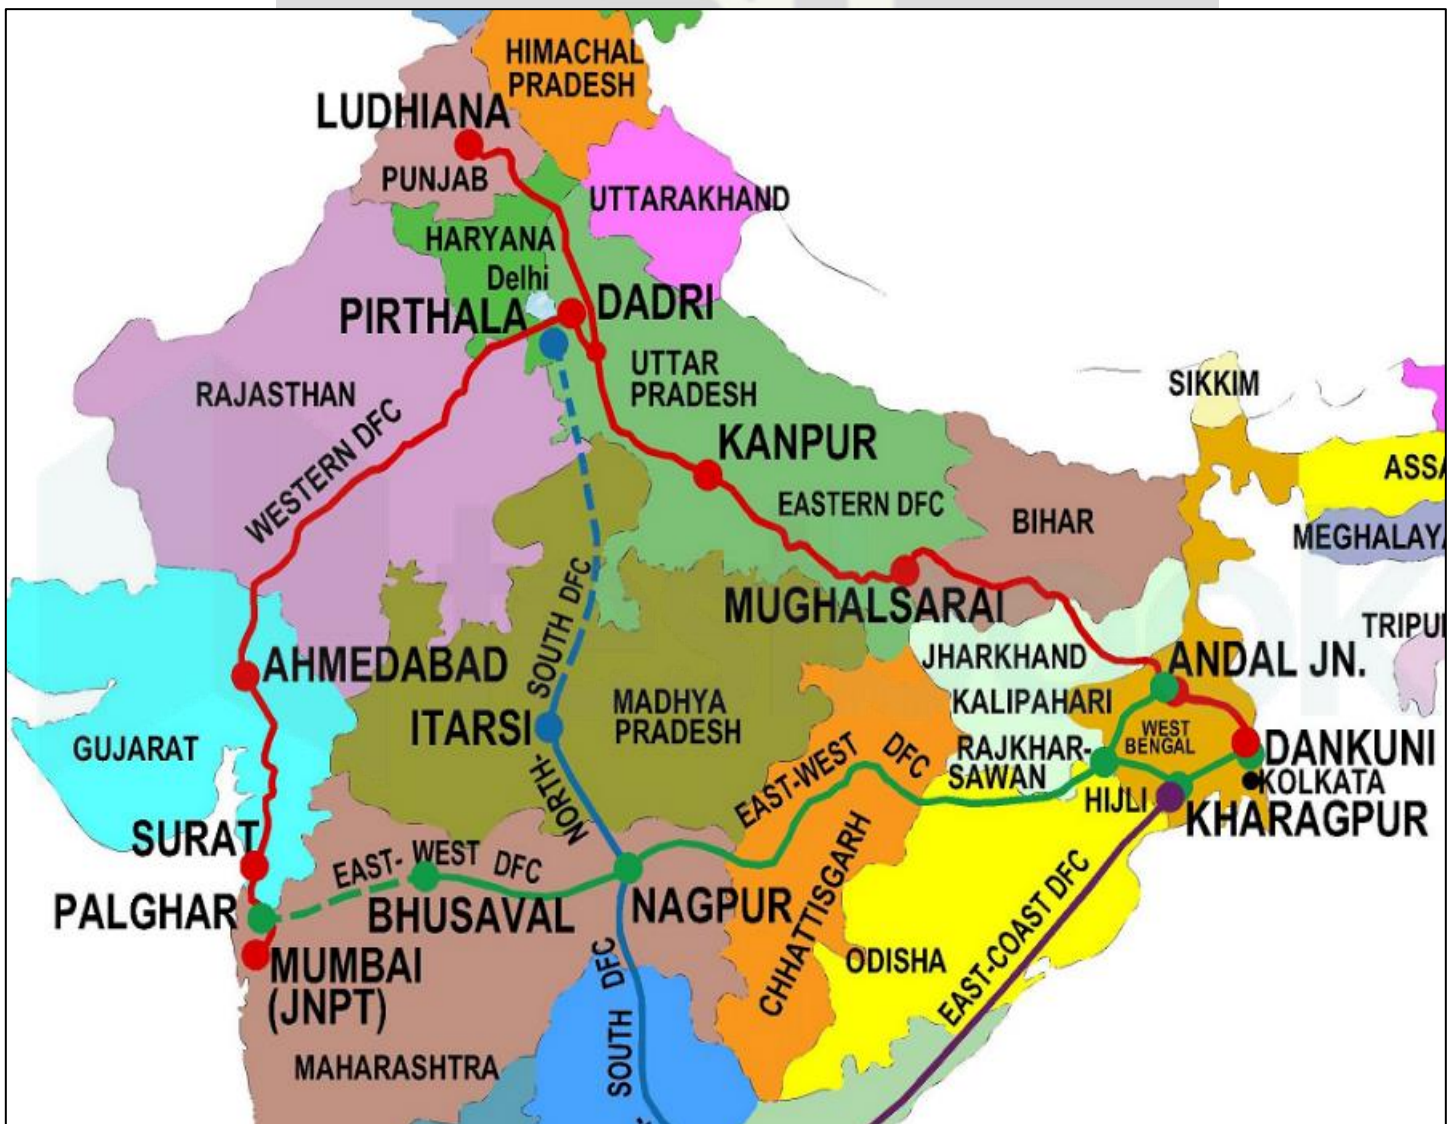 HIMACHAL
PRADESH
LUDHIANA
PUNJAB
UTTARAKHAND
HARYANA
Delhi
PIRTHALA
DADRI
UTTAR
PRADESH
RAJASTHAN
SIKKIM
WESTERN DFC
KANPUR
ASSA
EASTERN DFC
BIHAR
MEGHALAYA
MUGHALSARAI
SOUTH DFC
TRIPU
JHARKHAND
ANDAL JN.
AHMEDABAD
KALIPAHARI
MADHYA
PRADESH
ITARSI
WEST
BENGAL
GUJARAT
RAJKHAR-
SAWAN
DANKUNI
EAST-WEST DFC
KOLKATA
NORTH-
HIJLI
KHARAGPUR
SURAT
EAST- WEST DFC
CHHATTISGARH
PALGHAR
BHUSAVAL
NAGPUR
EAST-COAST DFC
ODISHA
MUMBAI
(JNPT)
SOUTH DFC
MAHARASHTRA